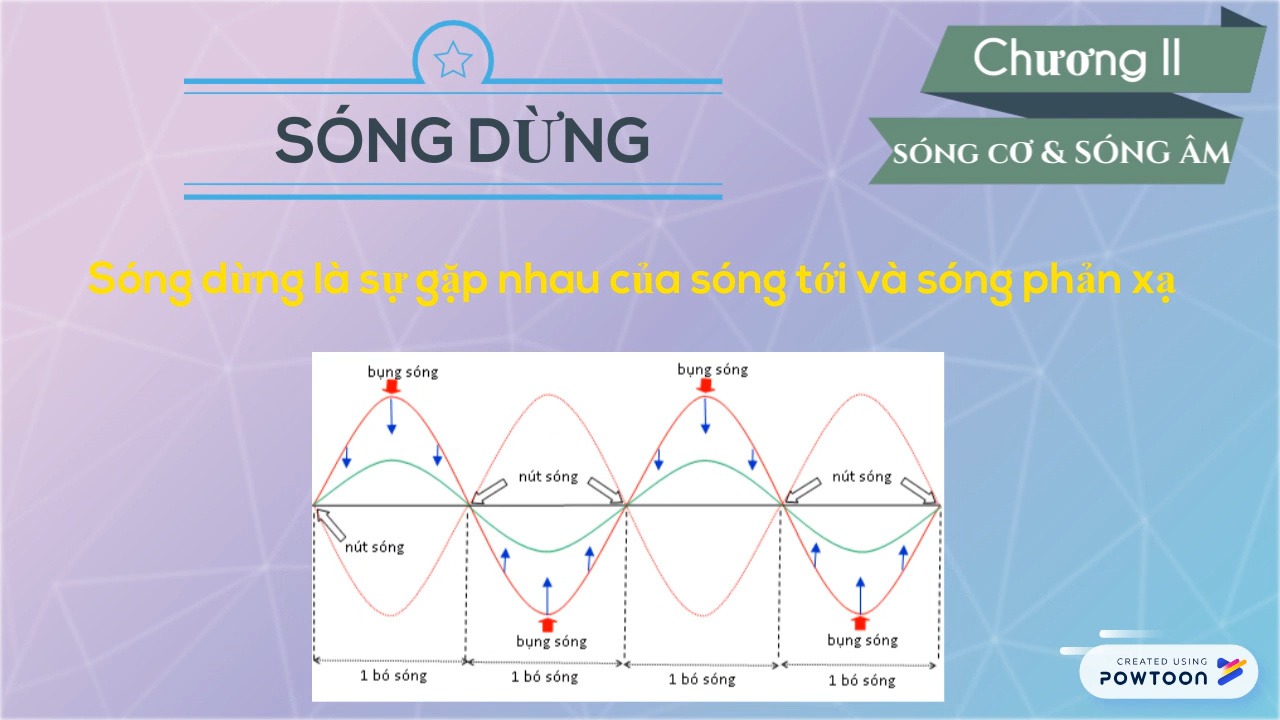 Chương II
SÓNG DỪNG
SÓNG CƠ & SÓNG ÂM
Sóng dừng là sự gặp nhau của sóng tới và sóng phản xạ
bụng sóng
bụng sóng
nút sóng
nút sóng
nút sóng
bụng sóng
bụng sóng
1 bó sóng
1 bó sóng
1 bó sóng
1 bó sóng
CREATED USING
POWTOON